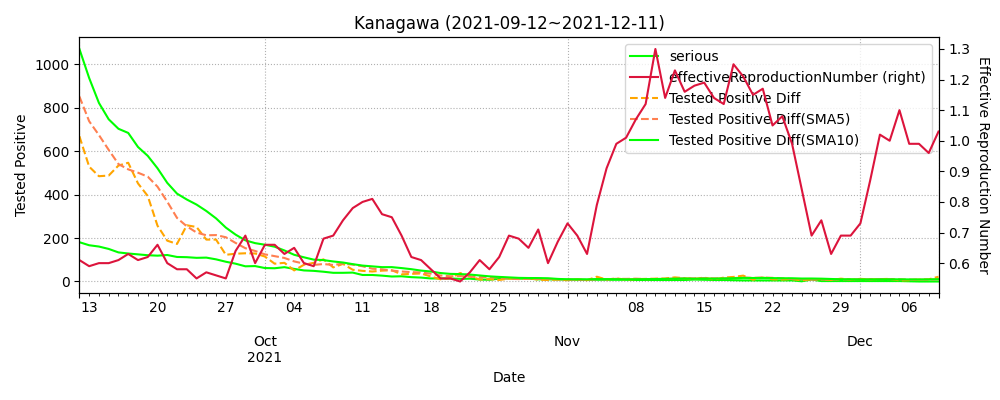 Kanagawa (2021-09-12~2021-12-11)
serious
effectiveReproductionNumber (right)
Tested Positive Diff
Tested Positive Diff(SMA5)
Tested Positive Diff(SMA10)
Tested Positive
1000
800
600
400
200
0
1.3
1.2
1.1
1.0
0.9
0.8
0.7
0.6
Effective Reproduction Number
13 20 27 04 11 18 25 08 15 22 29 06
Oct Nov Dec
2021
Date